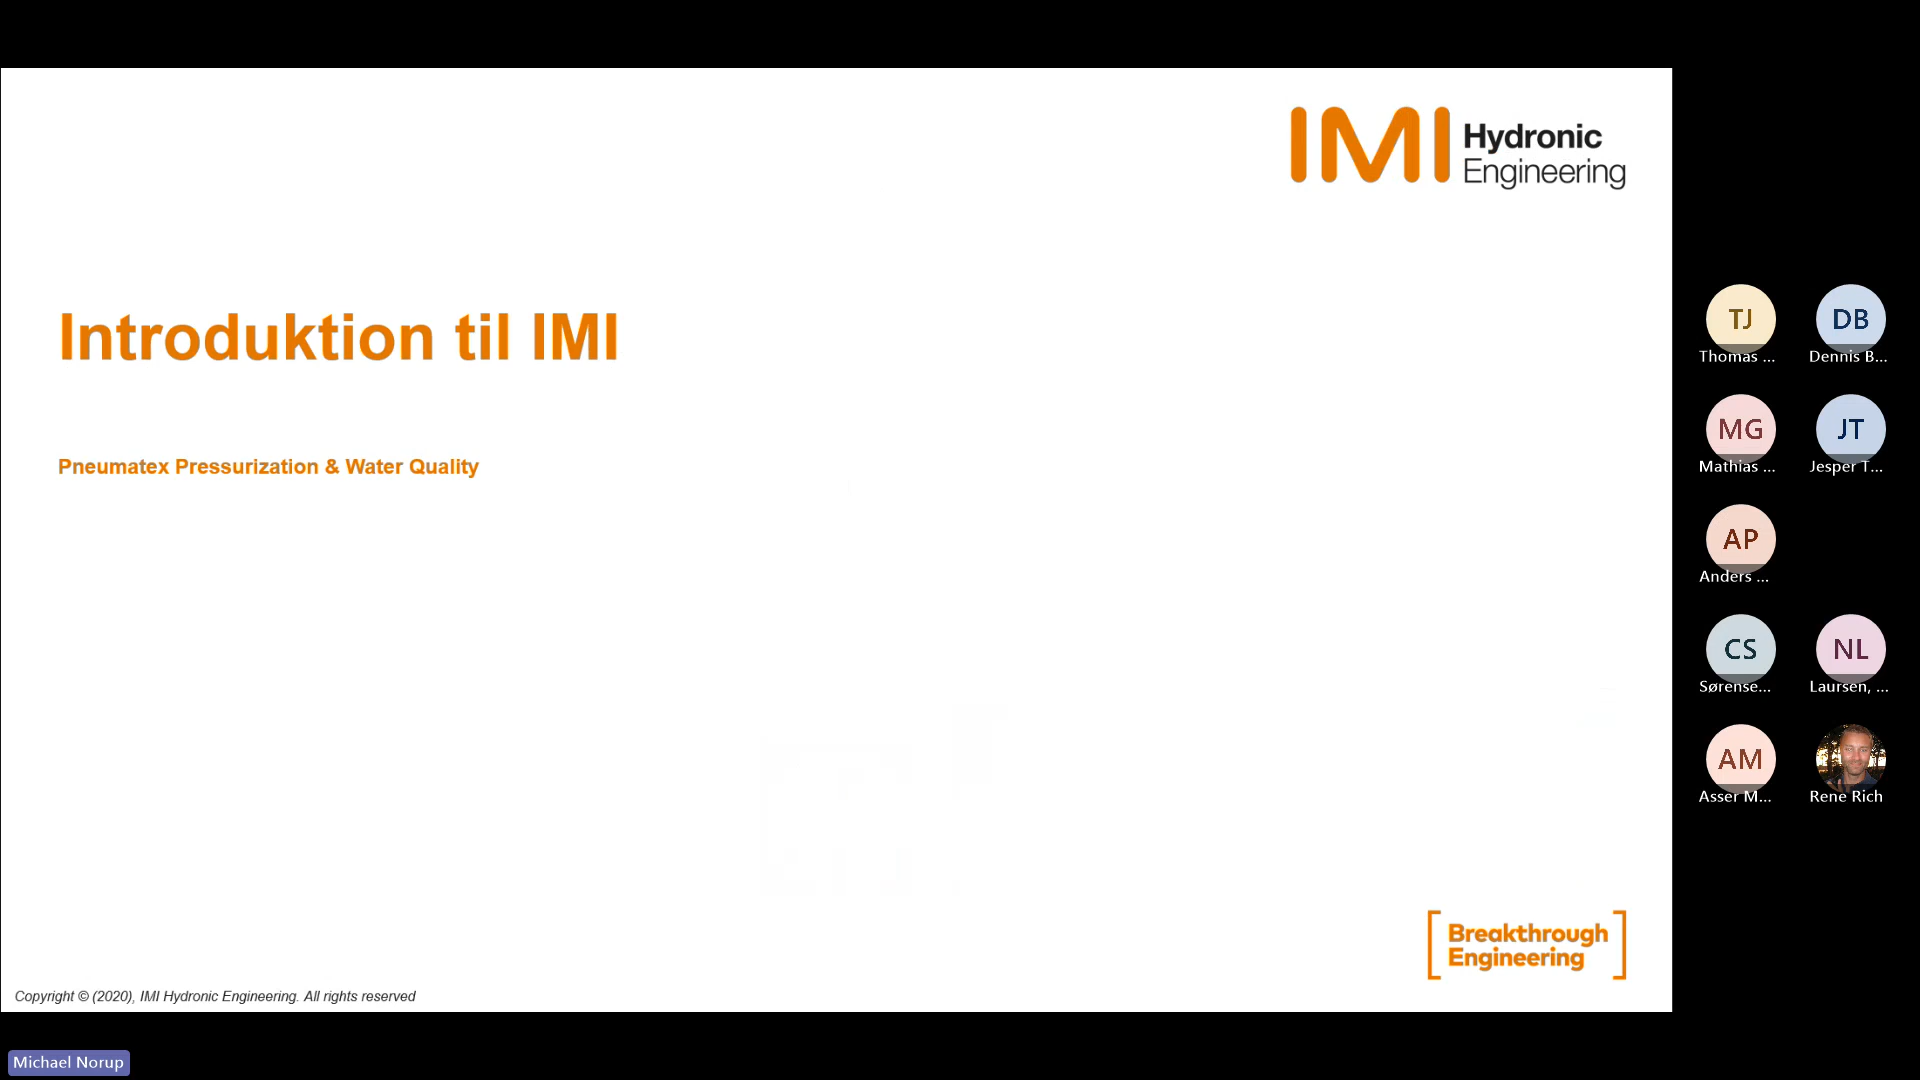 IMI Hydronic
Engineering
Introduktion til IMI
Pneumatex Pressurization & Water Quality
Breakthrough
Engineering
Copyright © (2020), IMI Hydronic Engineering. All rights reserved
TJ
Thomas ...
DB
Dennis B...
MG
Mathias ...
JT
Jesper T...
AP
Anders ...
CS
Sørense...
NL
Laursen, ...
AM
Asser M...
Rene Rich
Michael Norup